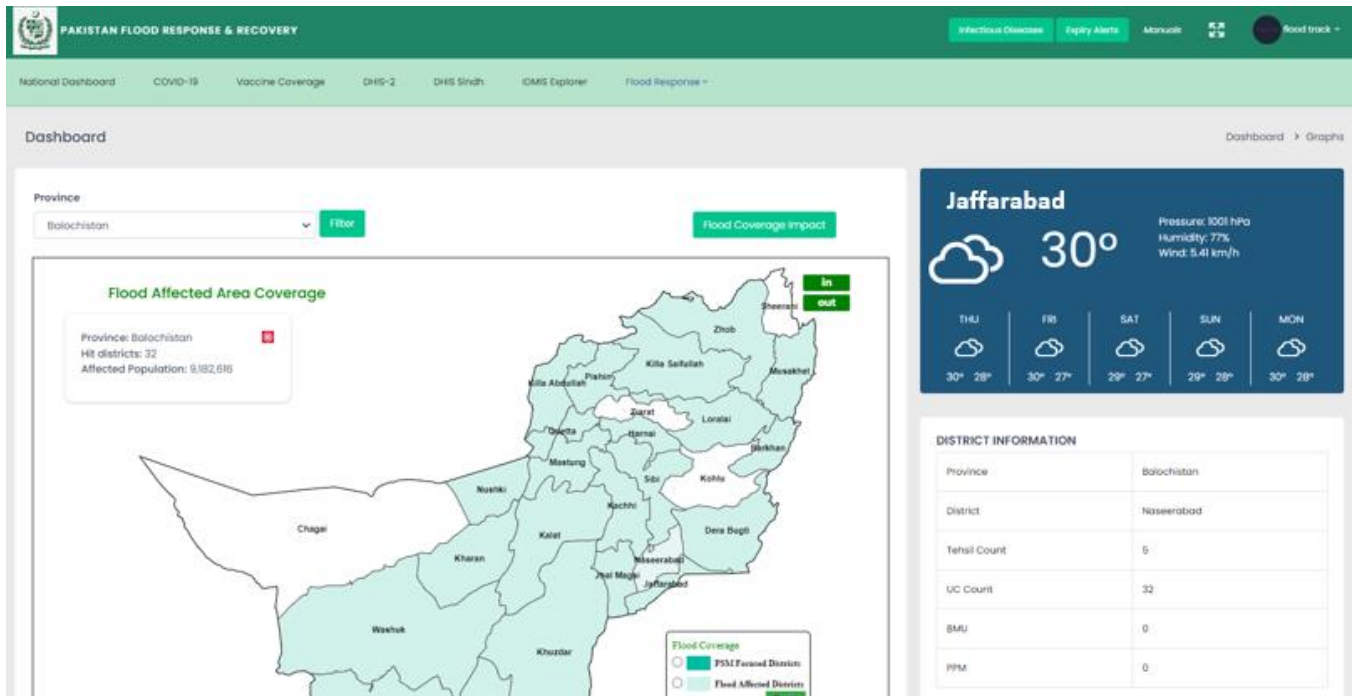 PAKISTAN FLOOD RESPONSE & RECOVERY
Infectious Diseases Expiry Alerts Manuals flood track
National Dashboard COVID-19 Vaccine Coverage DHIS-2 DHIS Sindh IDMIS Explorer Flood Response
Dashboard
Dashboard > Graphs
Province
Balochistan
Filter
Flood Coverage Impact
Flood Affected Area Coverage
in
out
Province: Balochistan
Hit districts: 32
Affected Population: 9,182,616
Sheerani
Zhob
Killa Saifullah
Killa Abdullah
Pishin
Musakhel
Ziarat
Loralai
Quetta
Harnai
Barkhan
Mastung
Sibi
Kohlu
Nushki
Kachhi
Chagai
Kalat
Dera Bugti
Kharan
Naseerabad
Jhal Magsi
Jaffarabad
Washuk
Khuzdar
Flood Coverage
PSM Focused Districts
Flood Affected Districts
Jaffarabad
30°
Pressure: 1001 hPa
Humidity: 77%
Wind: 5.41 km/h
THU FRI SAT SUN MON
30° 28° 30° 27° 29° 27° 29° 28° 30° 28°
DISTRICT INFORMATION
Province Balochistan
District Naseerabad
Tehsil Count 5
UC Count 32
BMU 0
PPM 0